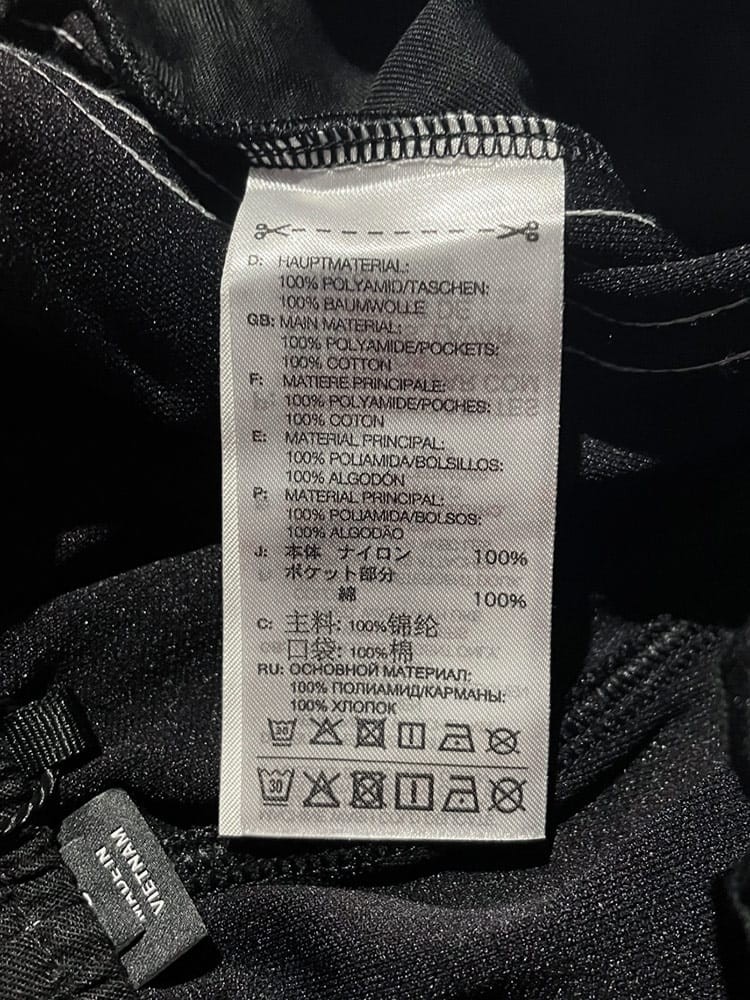 D: HAUPTMATERIAL:
100% POLYAMID/TASCHEN:
100% BAUMWOLLE
GB: MAIN MATERIAL:
100% POLYAMIDE/POCKETS:
100% COTTON
F: MATIERE PRINCIPALE:
100% POLYAMIDE/POCHES:
100% COTON
E: MATERIAL PRINCIPAL:
100% POLIAMIDA/BOLSILLOS:
100% ALGODÓN
P: MATERIAL PRINCIPAL:
100% POLIAMIDA/BOLSOS:
100% ALGODÃO
J: 本体 ナイロン 100%
ポケット部分
綿 100%
C: 主料: 100%锦纶
口袋: 100%棉
RU: ОСНОВНОЙ МАТЕРИАЛ:
100% ПОЛИАМИД/КАРМАНЫ:
100% ХЛОПОК
30
30
MADE IN
VIETNAM